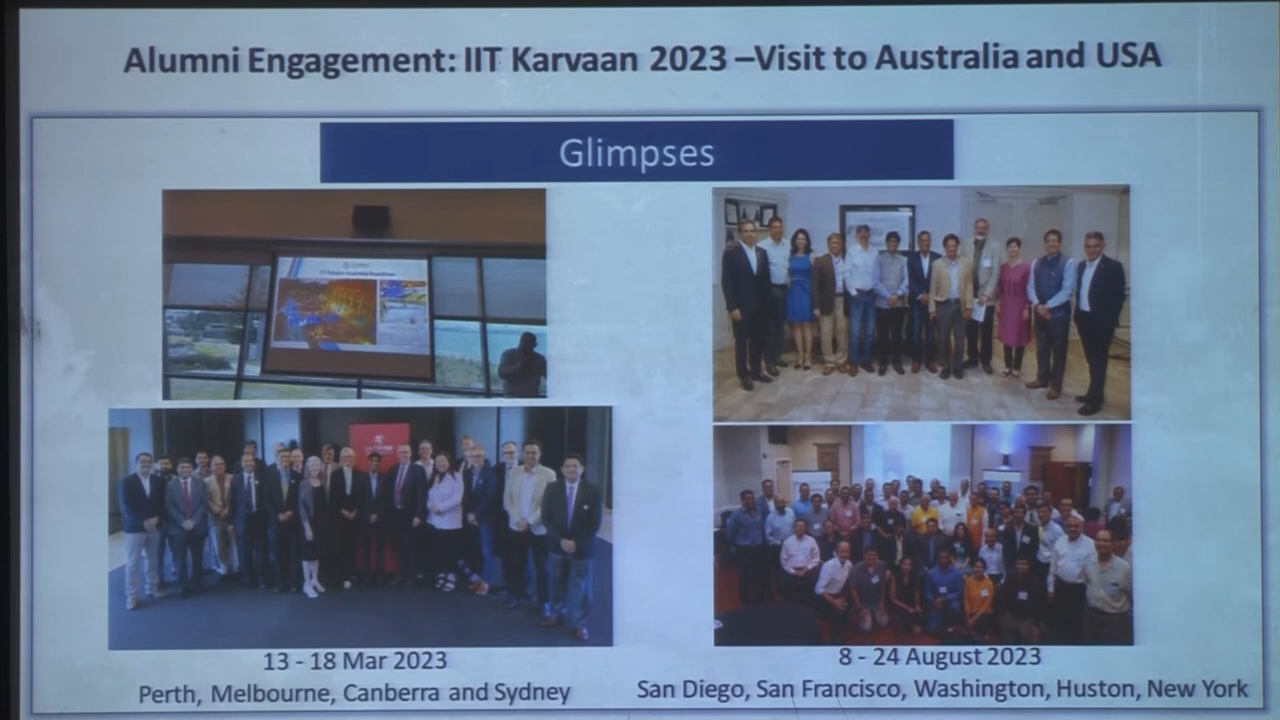 Alumni Engagement: IIT Karvaan 2023 –Visit to Australia and USA
Glimpses
13 - 18 Mar 2023
Perth, Melbourne, Canberra and Sydney
8 - 24 August 2023
San Diego, San Francisco, Washington, Huston, New York